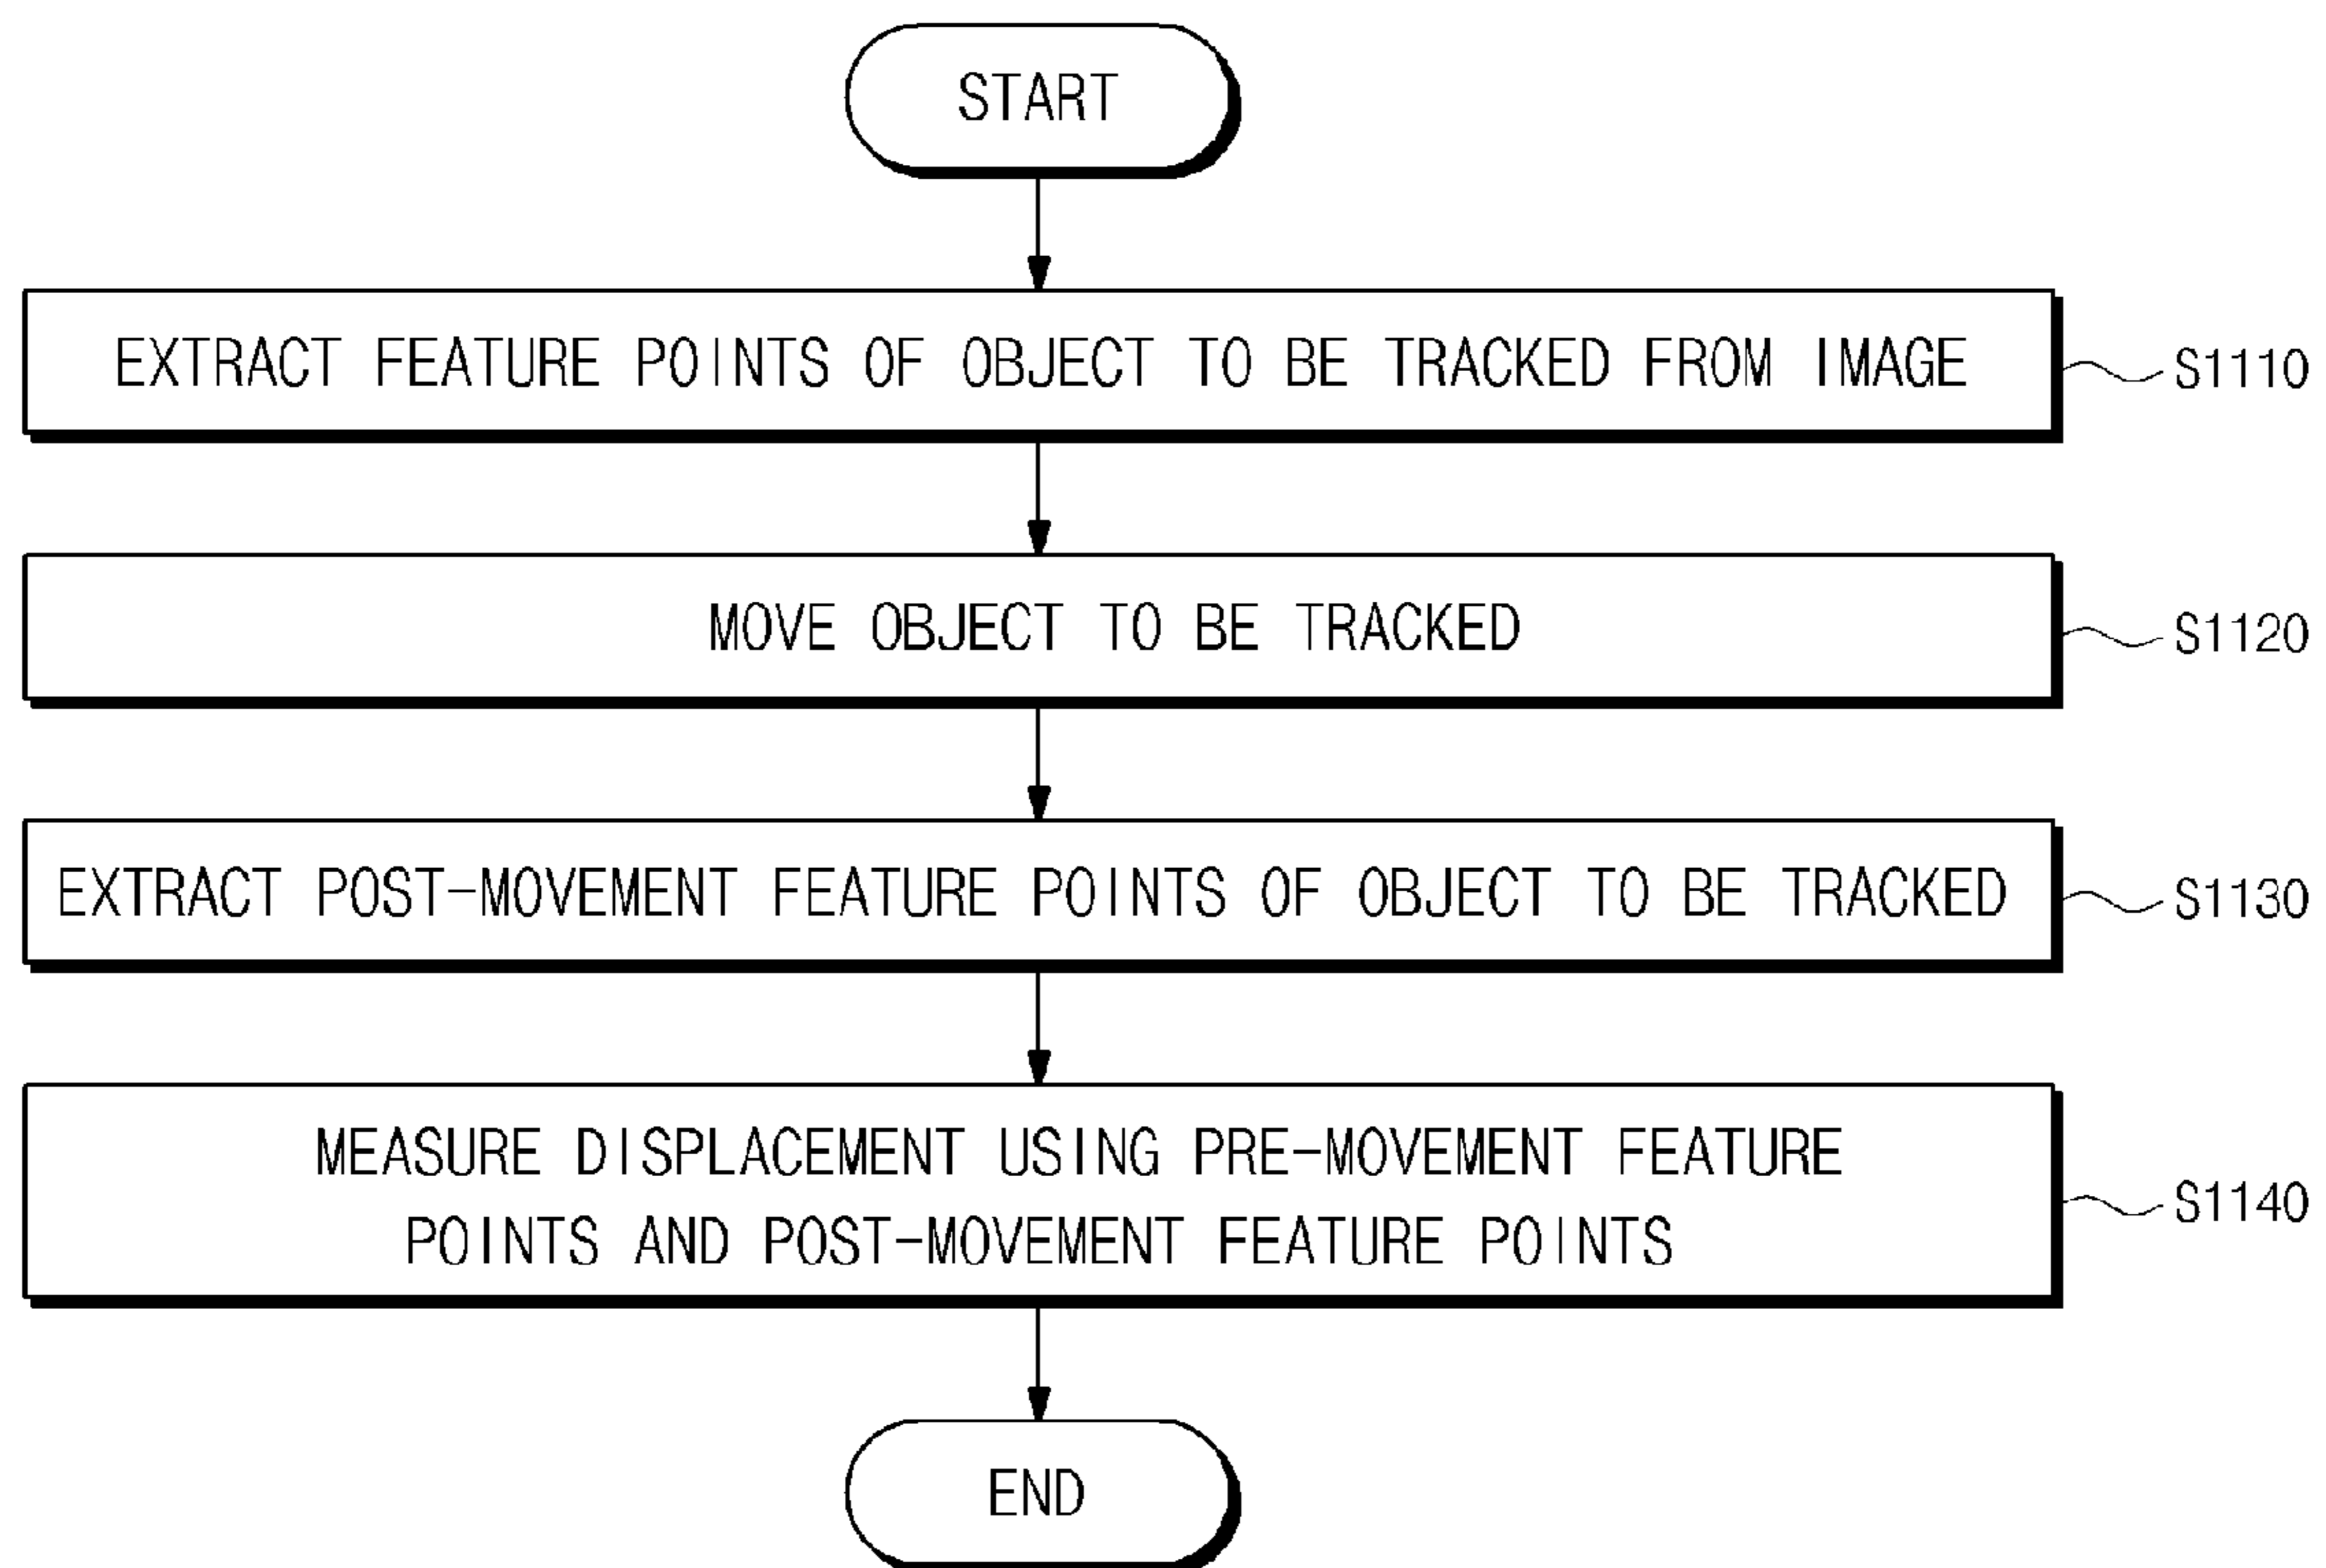 START
EXTRACT FEATURE POINTS OF OBJECT TO BE TRACKED FROM IMAGE
S1110
MOVE OBJECT TO BE TRACKED
S1120
EXTRACT POST-MOVEMENT FEATURE POINTS OF OBJECT TO BE TRACKED
S1130
MEASURE DISPLACEMENT USING PRE-MOVEMENT FEATURE
POINTS AND POST-MOVEMENT FEATURE POINTS
S1140
END